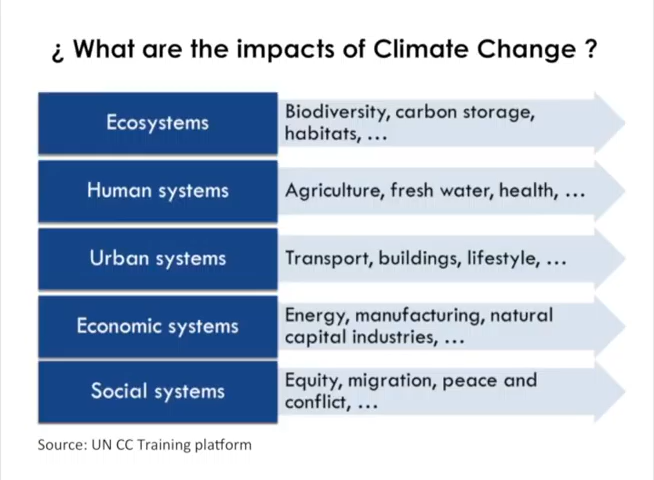 ¿ What are the impacts of Climate Change ?
Ecosystems
Biodiversity, carbon storage,
habitats, ...
Human systems
Agriculture, fresh water, health, ...
Urban systems
Transport, buildings, lifestyle, ...
Economic systems
Energy, manufacturing, natural
capital industries, ...
Social systems
Equity, migration, peace and
conflict, ...
Source: UN CC Training platform